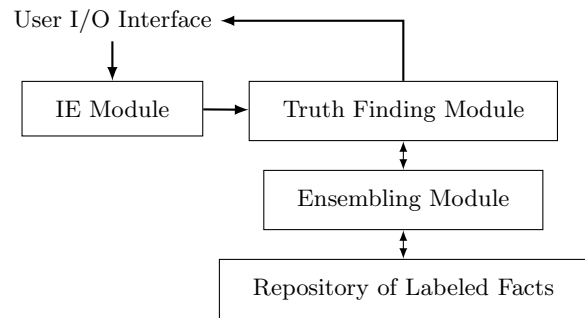 User I/O Interface
IE Module
Truth Finding Module
Ensembling Module
Repository of Labeled Facts